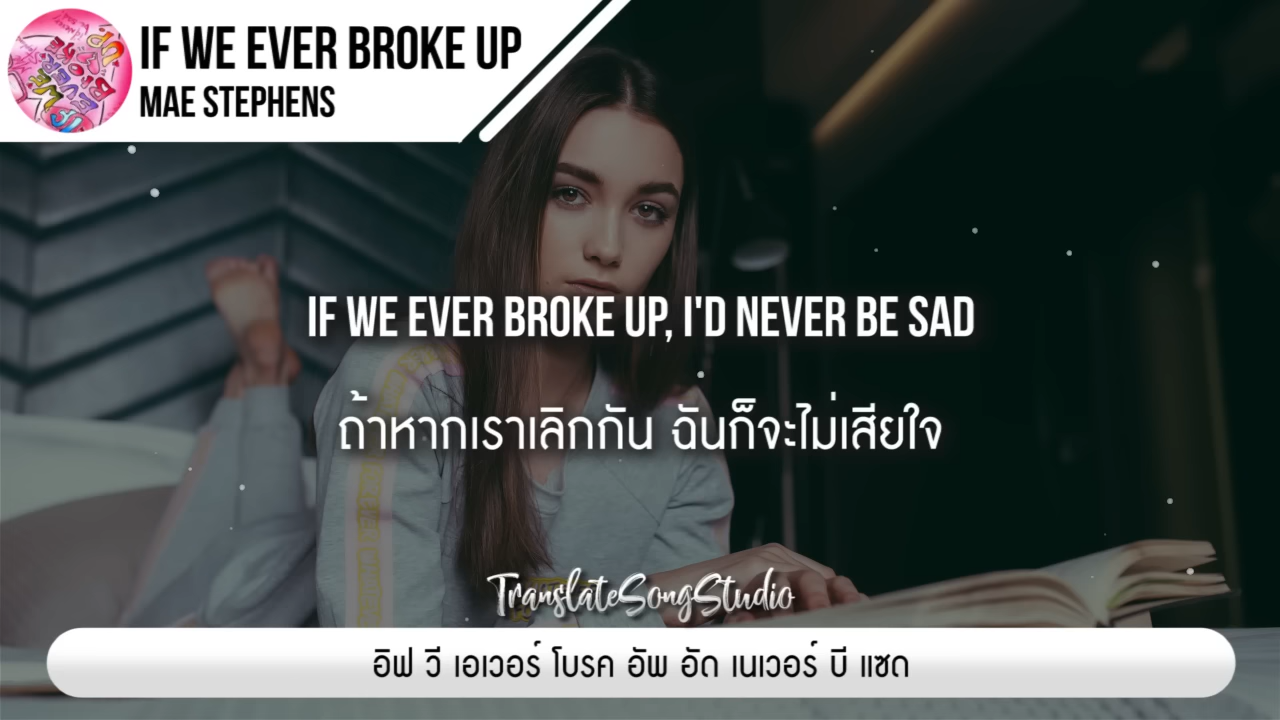 IF WE EVER BROKE UP
MAE STEPHENS
IF WE EVER BROKE UP, I'D NEVER BE SAD
ถ้าหากเราเลิกกัน ฉันก็จะไม่เสียใจ
TranslateSongStudio
อิฟ วี เอเวอร์ โบรค อัพ อัด เนเวอร์ บี แซด